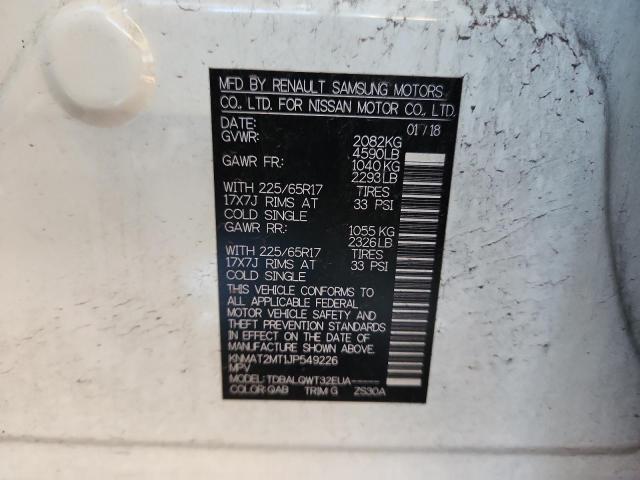 MFD BY RENAULT SAMSUNG MOTORS
CO., LTD. FOR NISSAN MOTOR CO., LTD.
DATE: 01/18
GVWR: 2082KG
4590LB
GAWR FR: 1040KG
2293LB
WITH 225/65R17 TIRES
17X7J RIMS AT 33 PSI
COLD SINGLE
GAWR RR: 1055 KG
2326LB
WITH 225/65R17 TIRES
17X7J RIMS AT 33 PSI
COLD SINGLE
THIS VEHICLE CONFORMS TO
ALL APPLICABLE FEDERAL
MOTOR VEHICLE SAFETY AND
THEFT PREVENTION STANDARDS
IN EFFECT ON THE DATE OF
MANUFACTURE SHOWN ABOVE.
KNMAT2MT1JP549226
MPV
MODEL: TDBALQWT32EUA-----
COLOR: QAB TRIM: G ZS30A